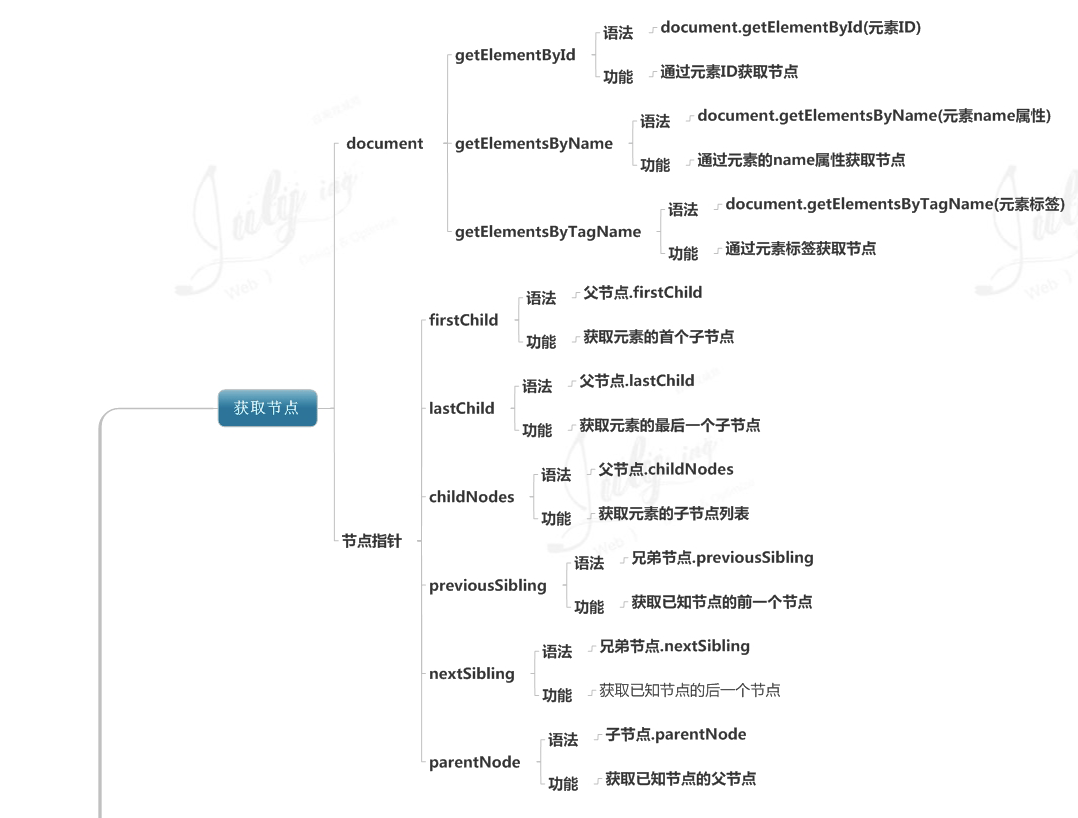 获取节点
document
getElementById
语法
document.getElementById(元素ID)
功能
通过元素ID获取节点
getElementsByName
语法
document.getElementsByName(元素name属性)
功能
通过元素的name属性获取节点
getElementsByTagName
语法
document.getElementsByTagName(元素标签)
功能
通过元素标签获取节点
节点指针
firstChild
语法
父节点.firstChild
功能
获取元素的首个子节点
lastChild
语法
父节点.lastChild
功能
获取元素的最后一个子节点
childNodes
语法
父节点.childNodes
功能
获取元素的子节点列表
previousSibling
语法
兄弟节点.previousSibling
功能
获取已知节点的前一个节点
nextSibling
语法
兄弟节点.nextSibling
功能
获取已知节点的后一个节点
parentNode
语法
子节点.parentNode
功能
获取已知节点的父节点